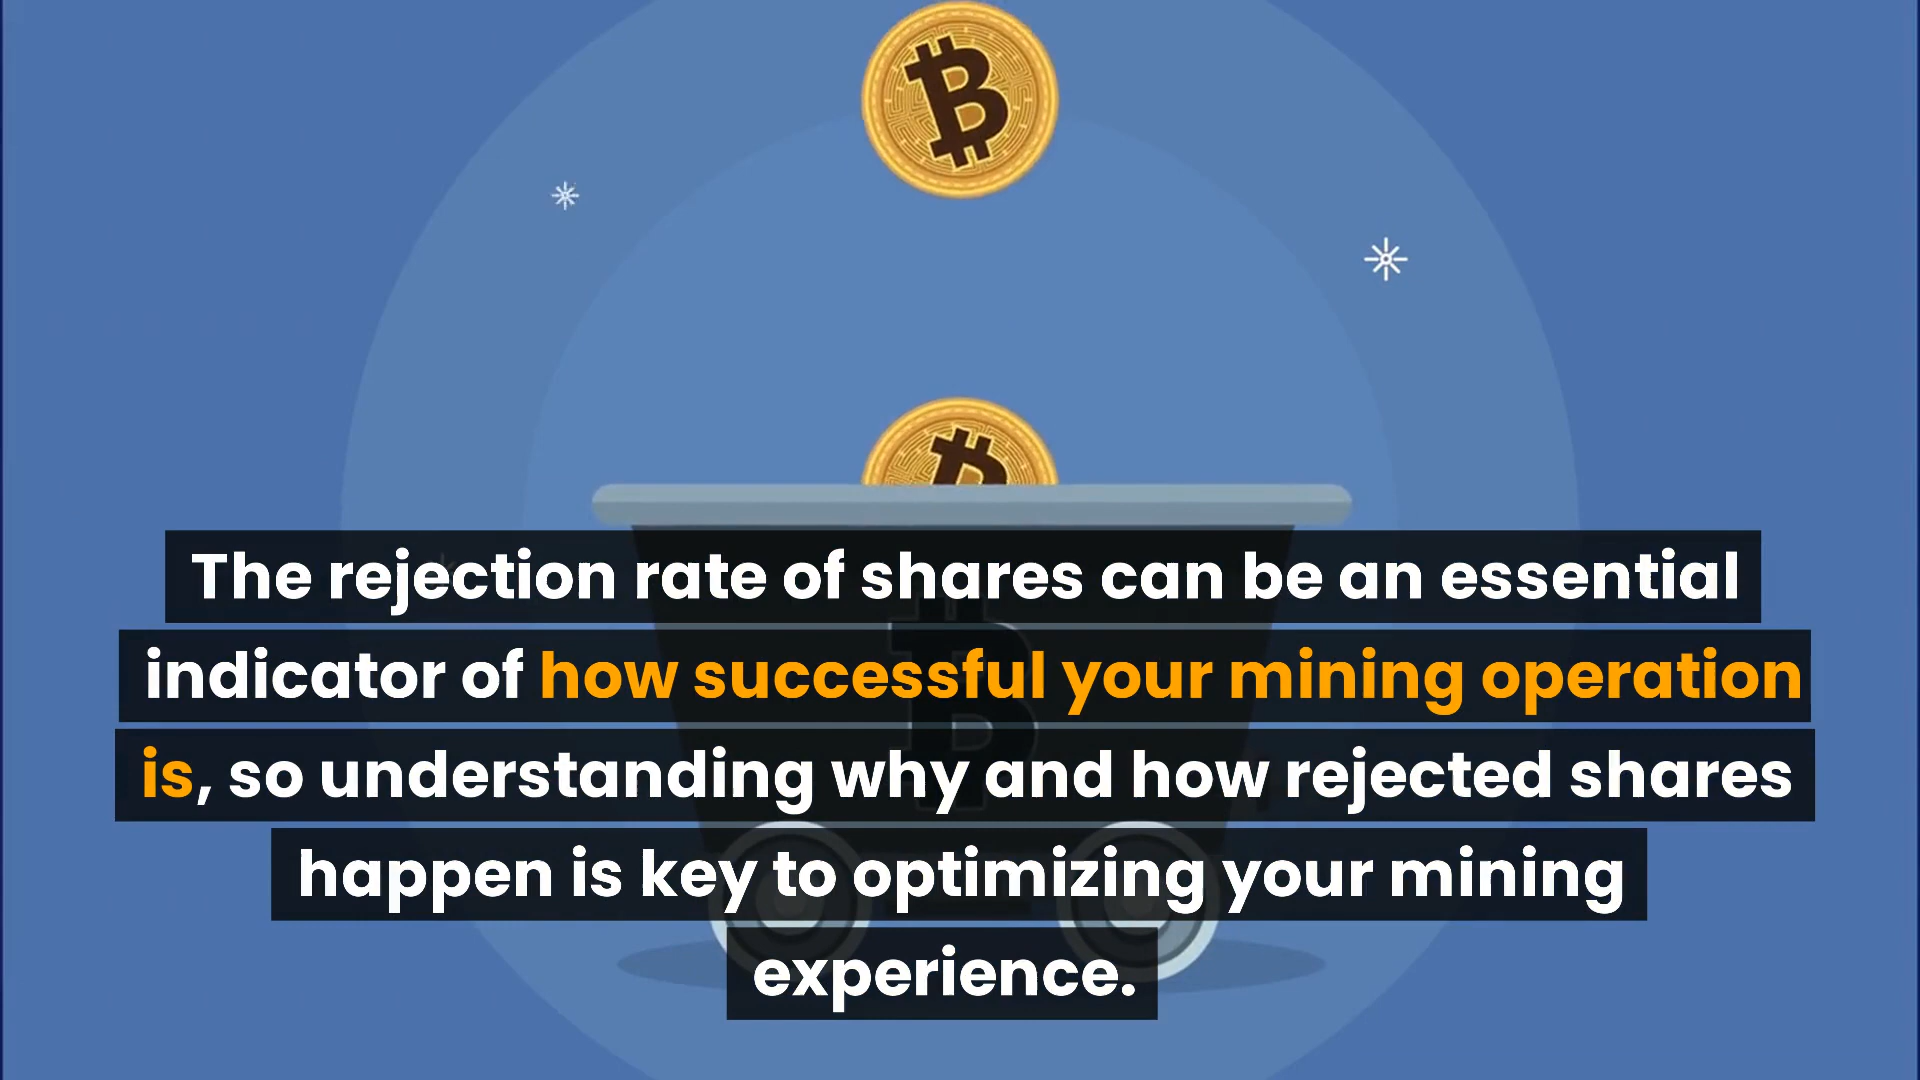 The rejection rate of shares can be an essential
indicator of how successful your mining operation
is, so understanding why and how rejected shares
happen is key to optimizing your mining
experience.